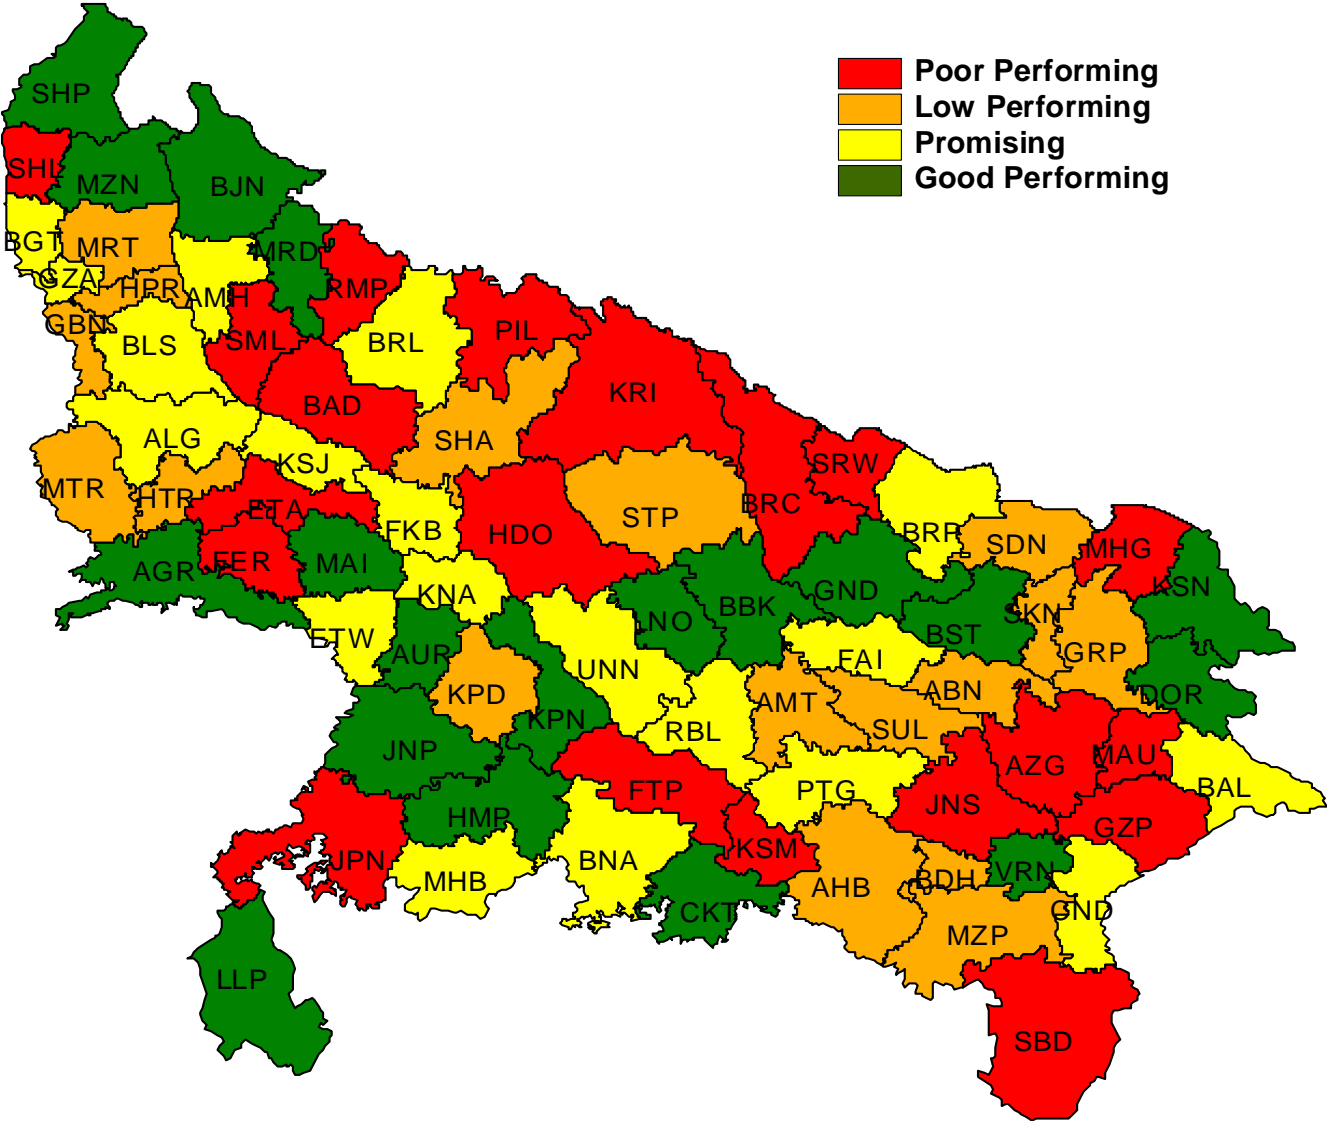 Poor Performing
Low Performing
Promising
Good Performing
SHP
SHL
MZN
BJN
BGT
MRT
MRD
GZA
HPR
AMH
RMP
GBN
BLS
SML
BRL
PIL
BAD
KRI
ALG
SHA
KSJ
SRW
MTR
HTR
ETA
FKB
HDO
STP
BRC
BRP
SDN
MHG
AGR
FER
MAI
KNA
LNO
BBK
GND
BST
SKN
KSN
ETW
AUR
UNN
FAI
GRP
KPD
KPN
RBL
AMT
SUL
ABN
DOR
JNP
AZG
MAU
FTP
PTG
JNS
BAL
HMP
GZP
JPN
MHB
BNA
KSM
AHB
BDH
VRN
CKT
GND
MZP
LLP
SBD